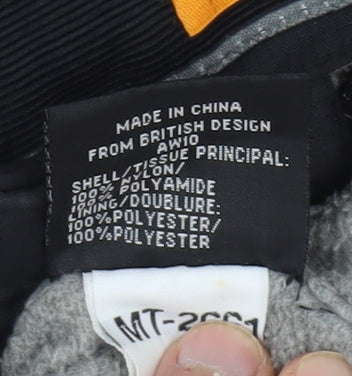 MADE IN CHINA
FROM BRITISH DESIGN
AW10
SHELL/TISSUE PRINCIPAL:
100% NYLON/
100% POLYAMIDE
LINING/DOUBLURE:
100%POLYESTER/
100%POLYESTER